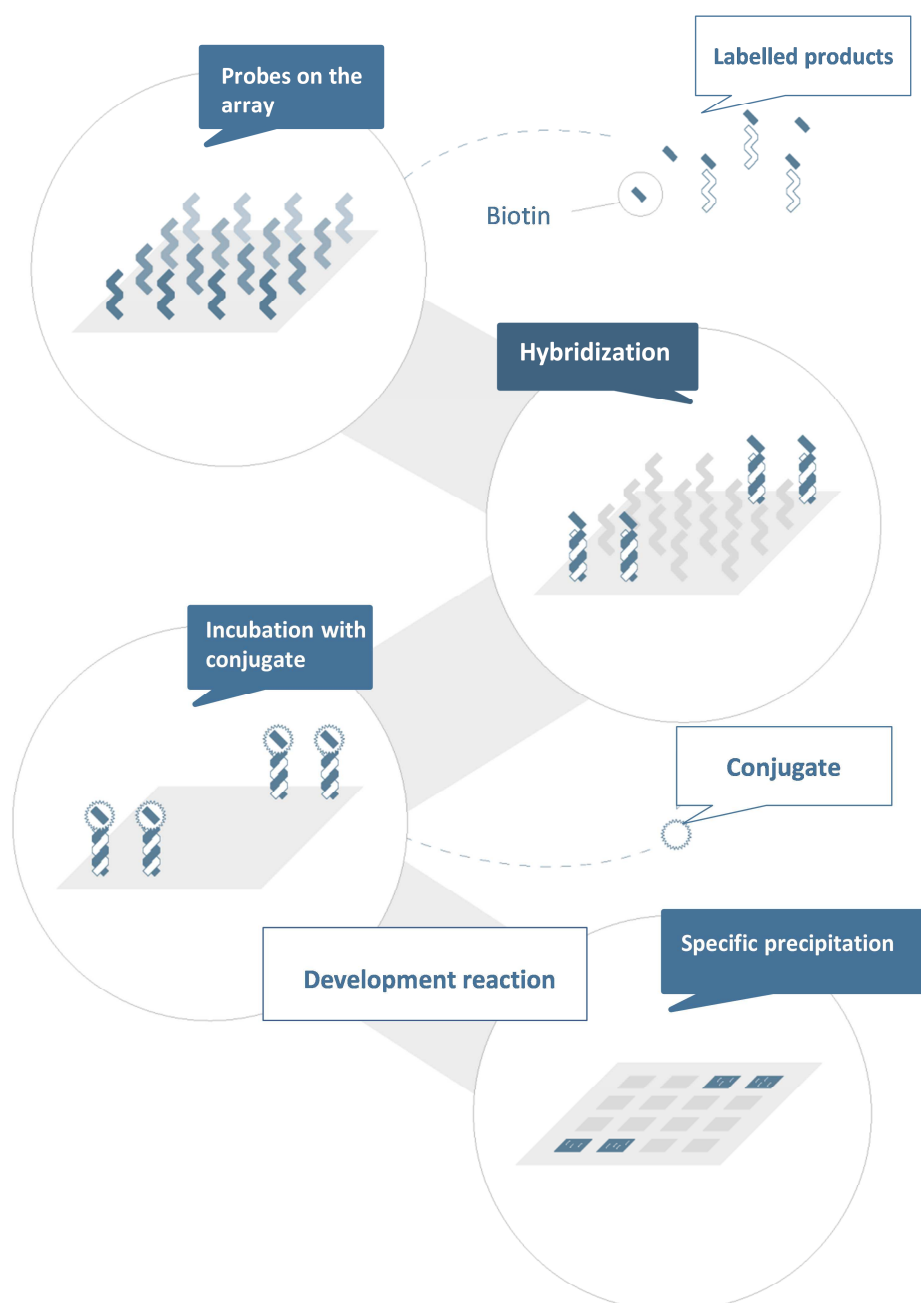 Probes on the
array
Labelled products
Biotin
Hybridization
Incubation with
conjugate
Conjugate
Development reaction
Specific precipitation